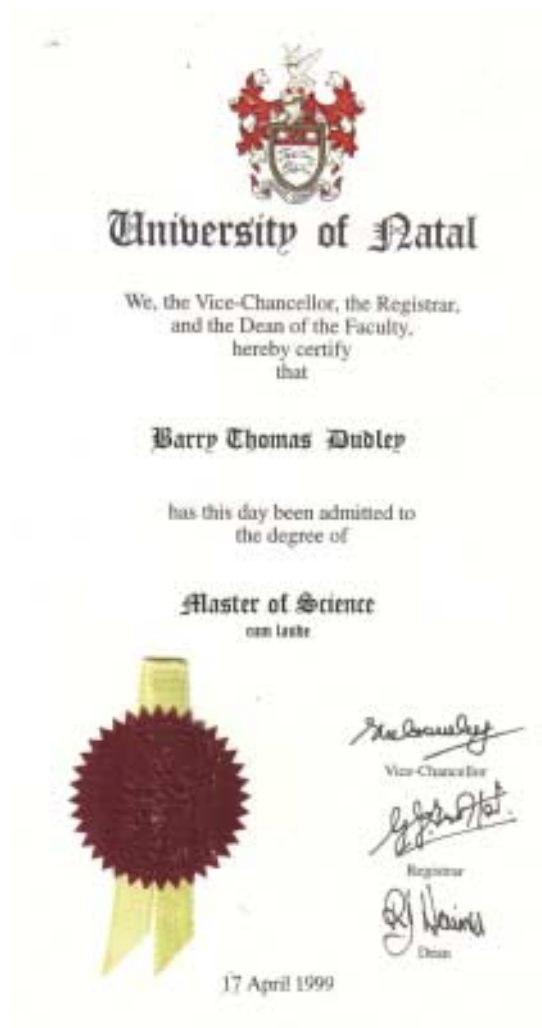 University of Natal
We, the Vice-Chancellor, the Registrar,
and the Dean of the Faculty,
hereby certify
that
Barry Thomas Dudley
has this day been admitted to
the degree of
Master of Science
cum laude
Vice-Chancellor
Registrar
Dean
17 April 1999